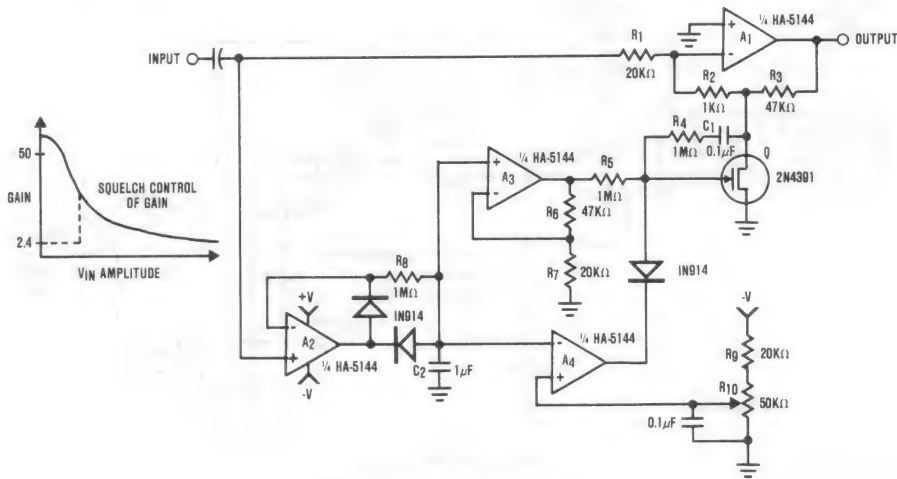 INPUT
R1
20KΩ
A1
¼ HA-5144
OUTPUT
R2
1KΩ
R3
47KΩ
R4
1MΩ
C1
0.1μF
Q
2N4391
50
GAIN
SQUELCH CONTROL
OF GAIN
2.4
VIN AMPLITUDE
¼ HA-5144
A3
R5
1MΩ
R6
47KΩ
R7
20KΩ
R8
1MΩ
+V
A2
-V
¼ HA-5144
IN914
C2
1μF
IN914
¼ HA-5144
A4
-V
R9
20KΩ
R10
50KΩ
0.1μF